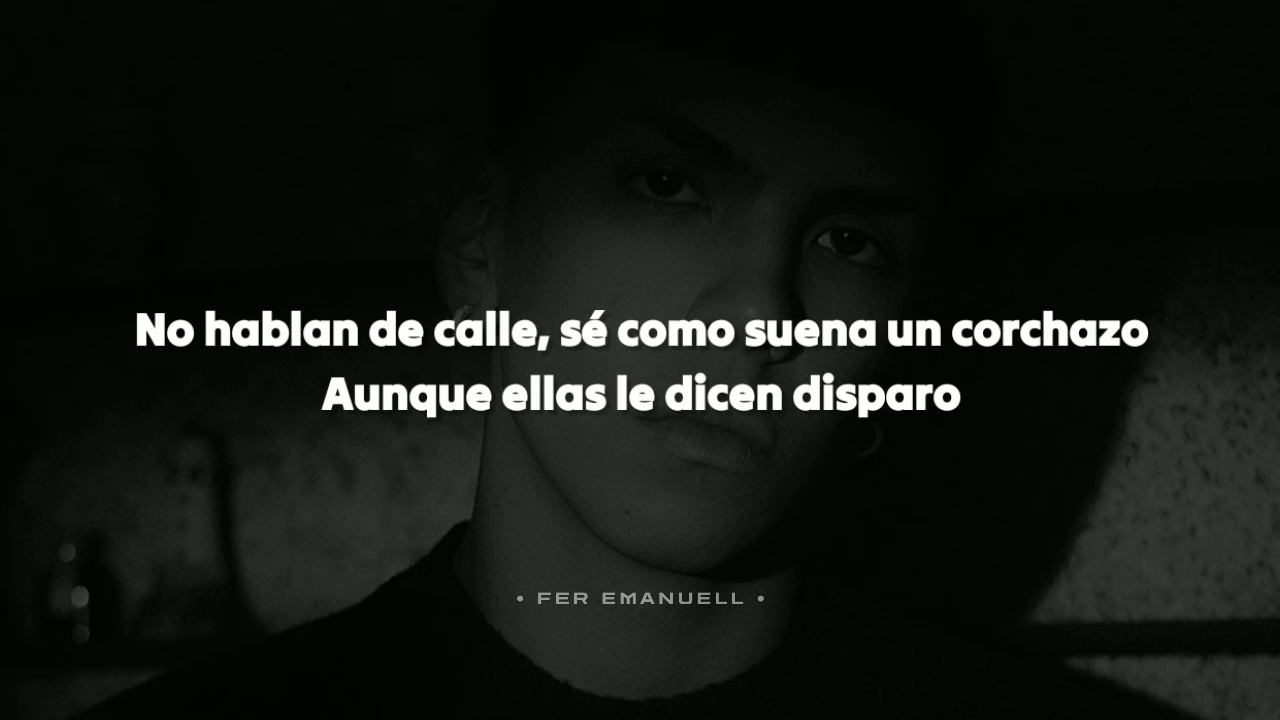 No hablan de calle, sé como suena un corchazo
Aunque ellas le dicen disparo
• FER EMANUELL •